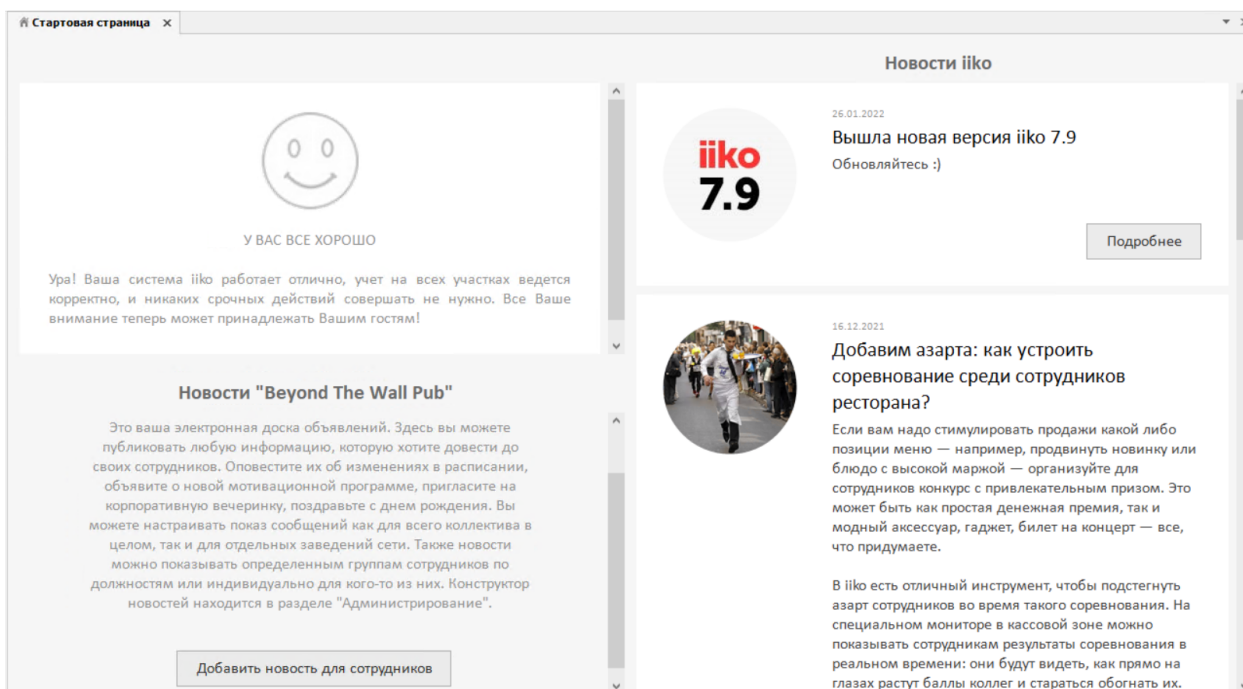 Стартовая страница
У ВАС ВСЕ ХОРОШО
Ура! Ваша система iiko работает отлично, учет на всех участках ведется
корректно, и никаких срочных действий совершать не нужно. Все Ваше
внимание теперь может принадлежать Вашим гостям!
Новости "Beyond The Wall Pub"
Это ваша электронная доска объявлений. Здесь вы можете
публиковать любую информацию, которую хотите довести до
своих сотрудников. Оповестите их об изменениях в расписании,
объявите о новой мотивационной программе, пригласите на
корпоративную вечеринку, поздравьте с днем рождения. Вы
можете настраивать показ сообщений как для всего коллектива в
целом, так и для отдельных заведений сети. Также новости
можно показывать определенным группам сотрудников по
должностям или индивидуально для кого-то из них. Конструктор
новостей находится в разделе "Администрирование".
Добавить новость для сотрудников
Новости iiko
iiko
7.9
26.01.2022
Вышла новая версия iiko 7.9
Обновляйтесь :)
Подробнее
16.12.2021
Добавим азарта: как устроить
соревнование среди сотрудников
ресторана?
Если вам надо стимулировать продажи какой либо
позиции меню — например, продвинуть новинку или
блюдо с высокой маржой — организуйте для
сотрудников конкурс с привлекательным призом. Это
может быть как простая денежная премия, так и
модный аксессуар, гаджет, билет на концерт — все,
что придумаете.
В iiko есть отличный инструмент, чтобы подстегнуть
азарт сотрудников во время такого соревнования. На
специальном мониторе в кассовой зоне можно
показывать сотрудникам результаты соревнования в
реальном времени: они будут видеть, как прямо на
глазах растут баллы коллег и стараться обогнать их.